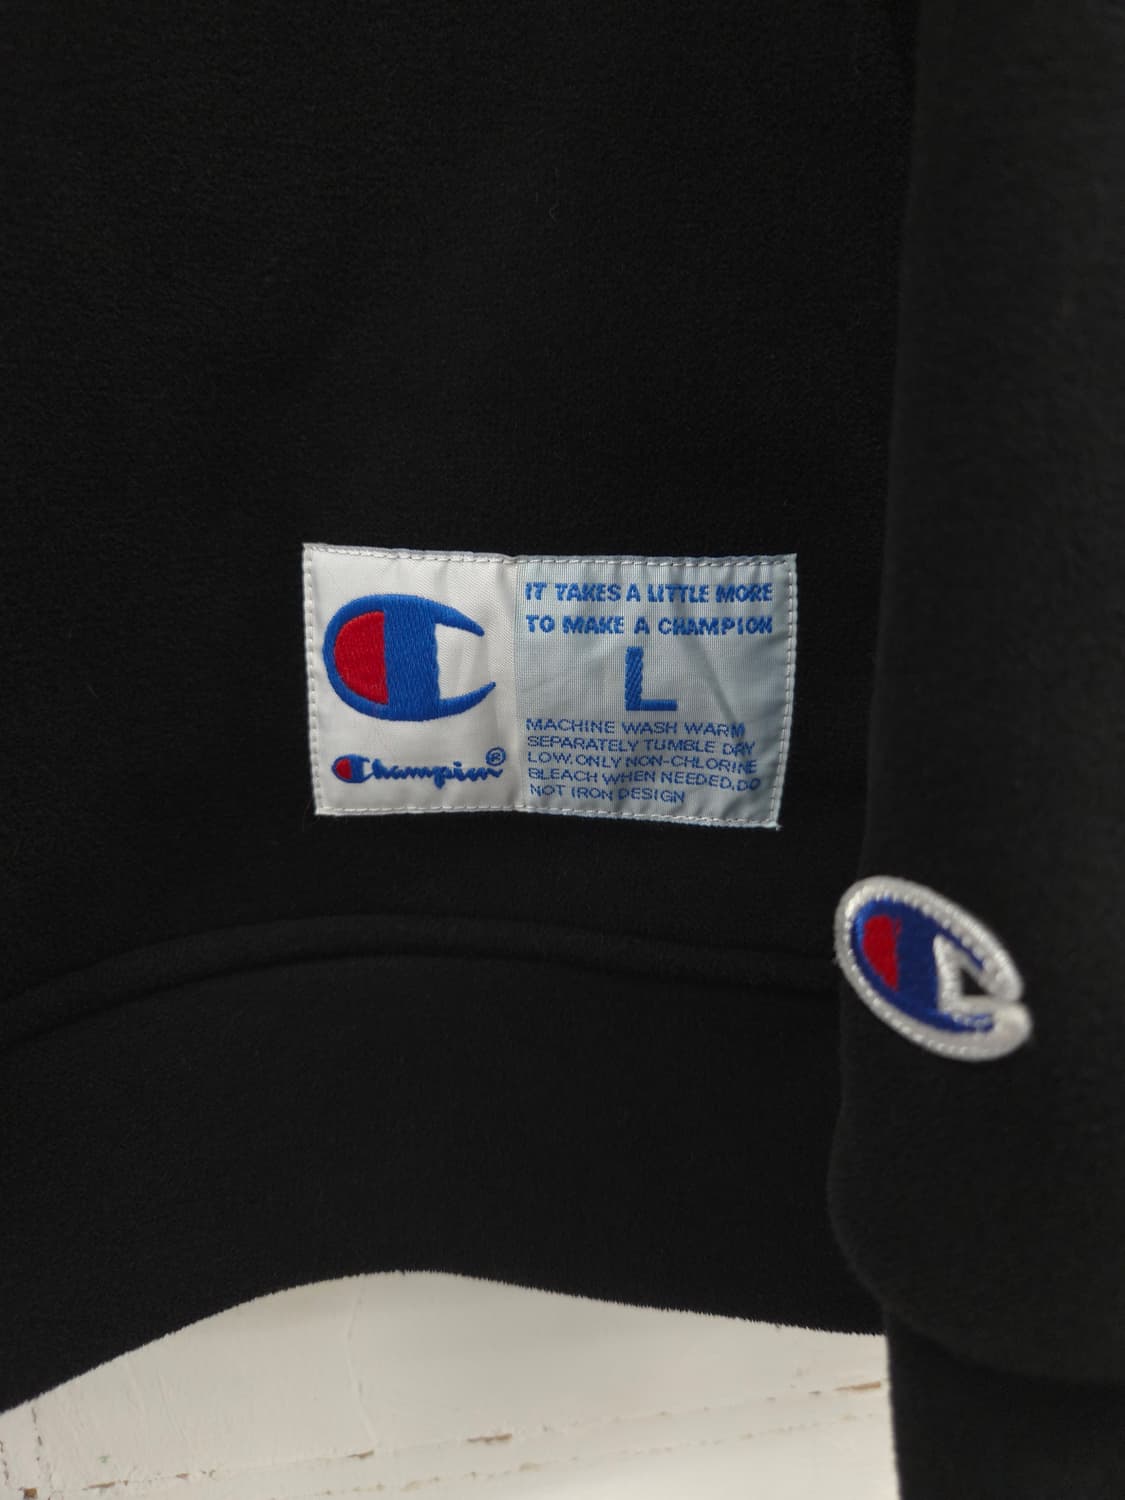 Champion®
IT TAKES A LITTLE MORE
TO MAKE A CHAMPION
L
MACHINE WASH WARM
SEPARATELY TUMBLE DRY
LOW.ONLY NON-CHLORINE
BLEACH WHEN NEEDED.DO
NOT IRON DESIGN